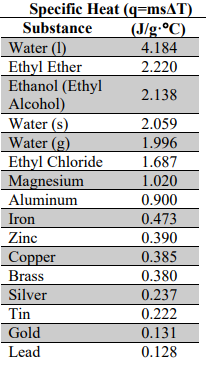 Specific Heat (q=msΔT)
Substance (J/g·°C)
Water (l) 4.184
Ethyl Ether 2.220
Ethanol (Ethyl
Alcohol) 2.138
Water (s) 2.059
Water (g) 1.996
Ethyl Chloride 1.687
Magnesium 1.020
Aluminum 0.900
Iron 0.473
Zinc 0.390
Copper 0.385
Brass 0.380
Silver 0.237
Tin 0.222
Gold 0.131
Lead 0.128